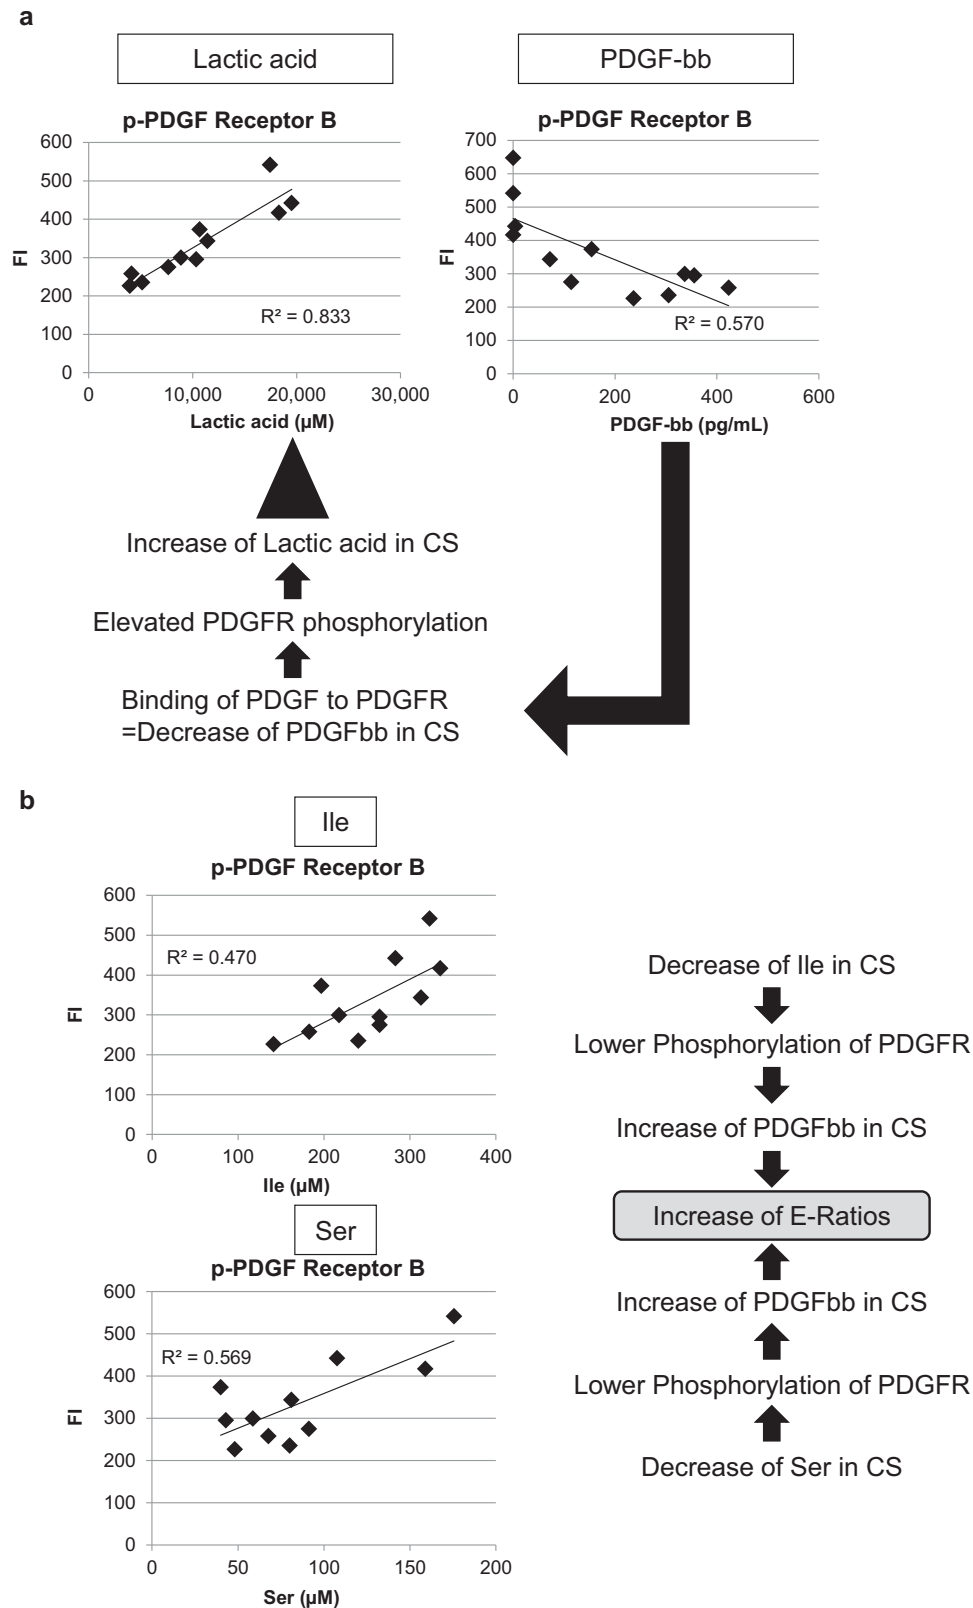 a
Lactic acid
p-PDGF Receptor B
600
500
400
300
200
100
0
FI
R² = 0.833
0 10,000 20,000 30,000
Lactic acid (µM)
PDGF-bb
p-PDGF Receptor B
700
600
500
400
300
200
100
0
FI
R² = 0.570
0 200 400 600
PDGF-bb (pg/mL)
Increase of Lactic acid in CS
Elevated PDGFR phosphorylation
Binding of PDGF to PDGFR
=Decrease of PDGFbb in CS
b
Ile
p-PDGF Receptor B
600
500
400
300
200
100
0
FI
R² = 0.470
0 100 200 300 400
Ile (µM)
Ser
p-PDGF Receptor B
600
500
400
300
200
100
0
FI
R² = 0.569
0 50 100 150 200
Ser (µM)
Decrease of Ile in CS
Lower Phosphorylation of PDGFR
Increase of PDGFbb in CS
Increase of E-Ratios
Increase of PDGFbb in CS
Lower Phosphorylation of PDGFR
Decrease of Ser in CS